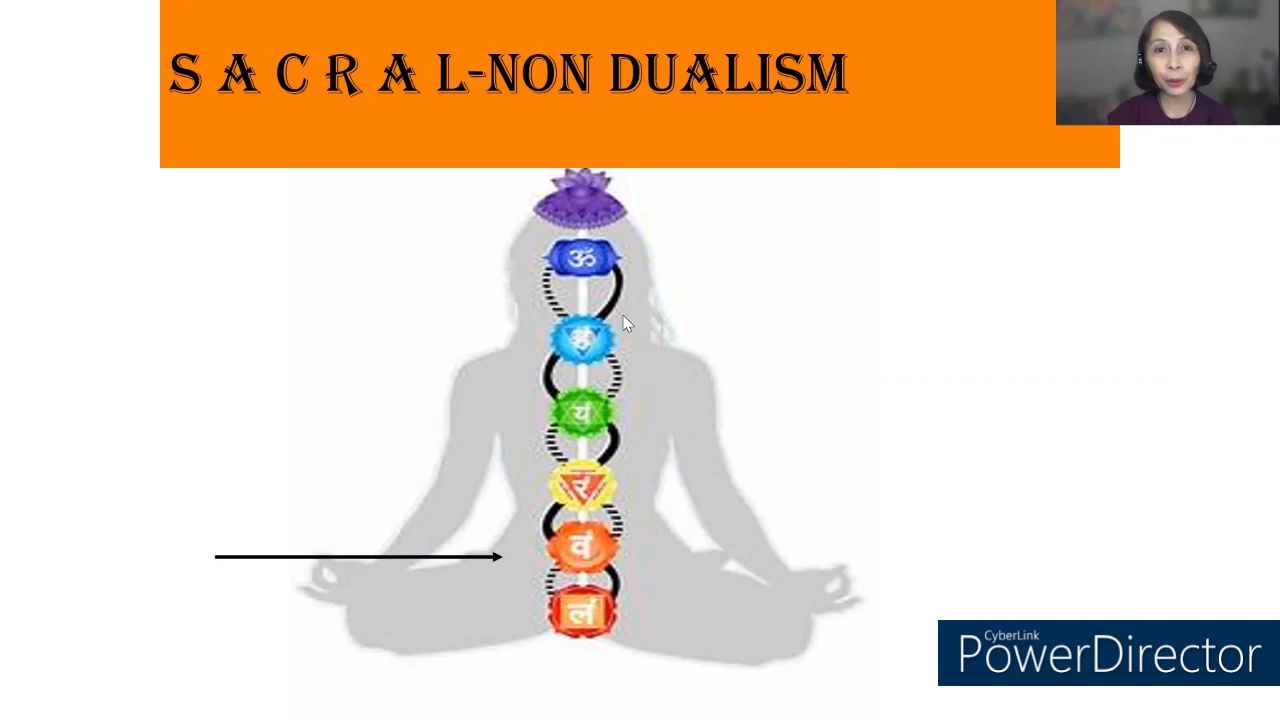 S A C R A L-NON DUALISM
ॐ
हं
यं
रं
वं
लं
CyberLink
PowerDirector